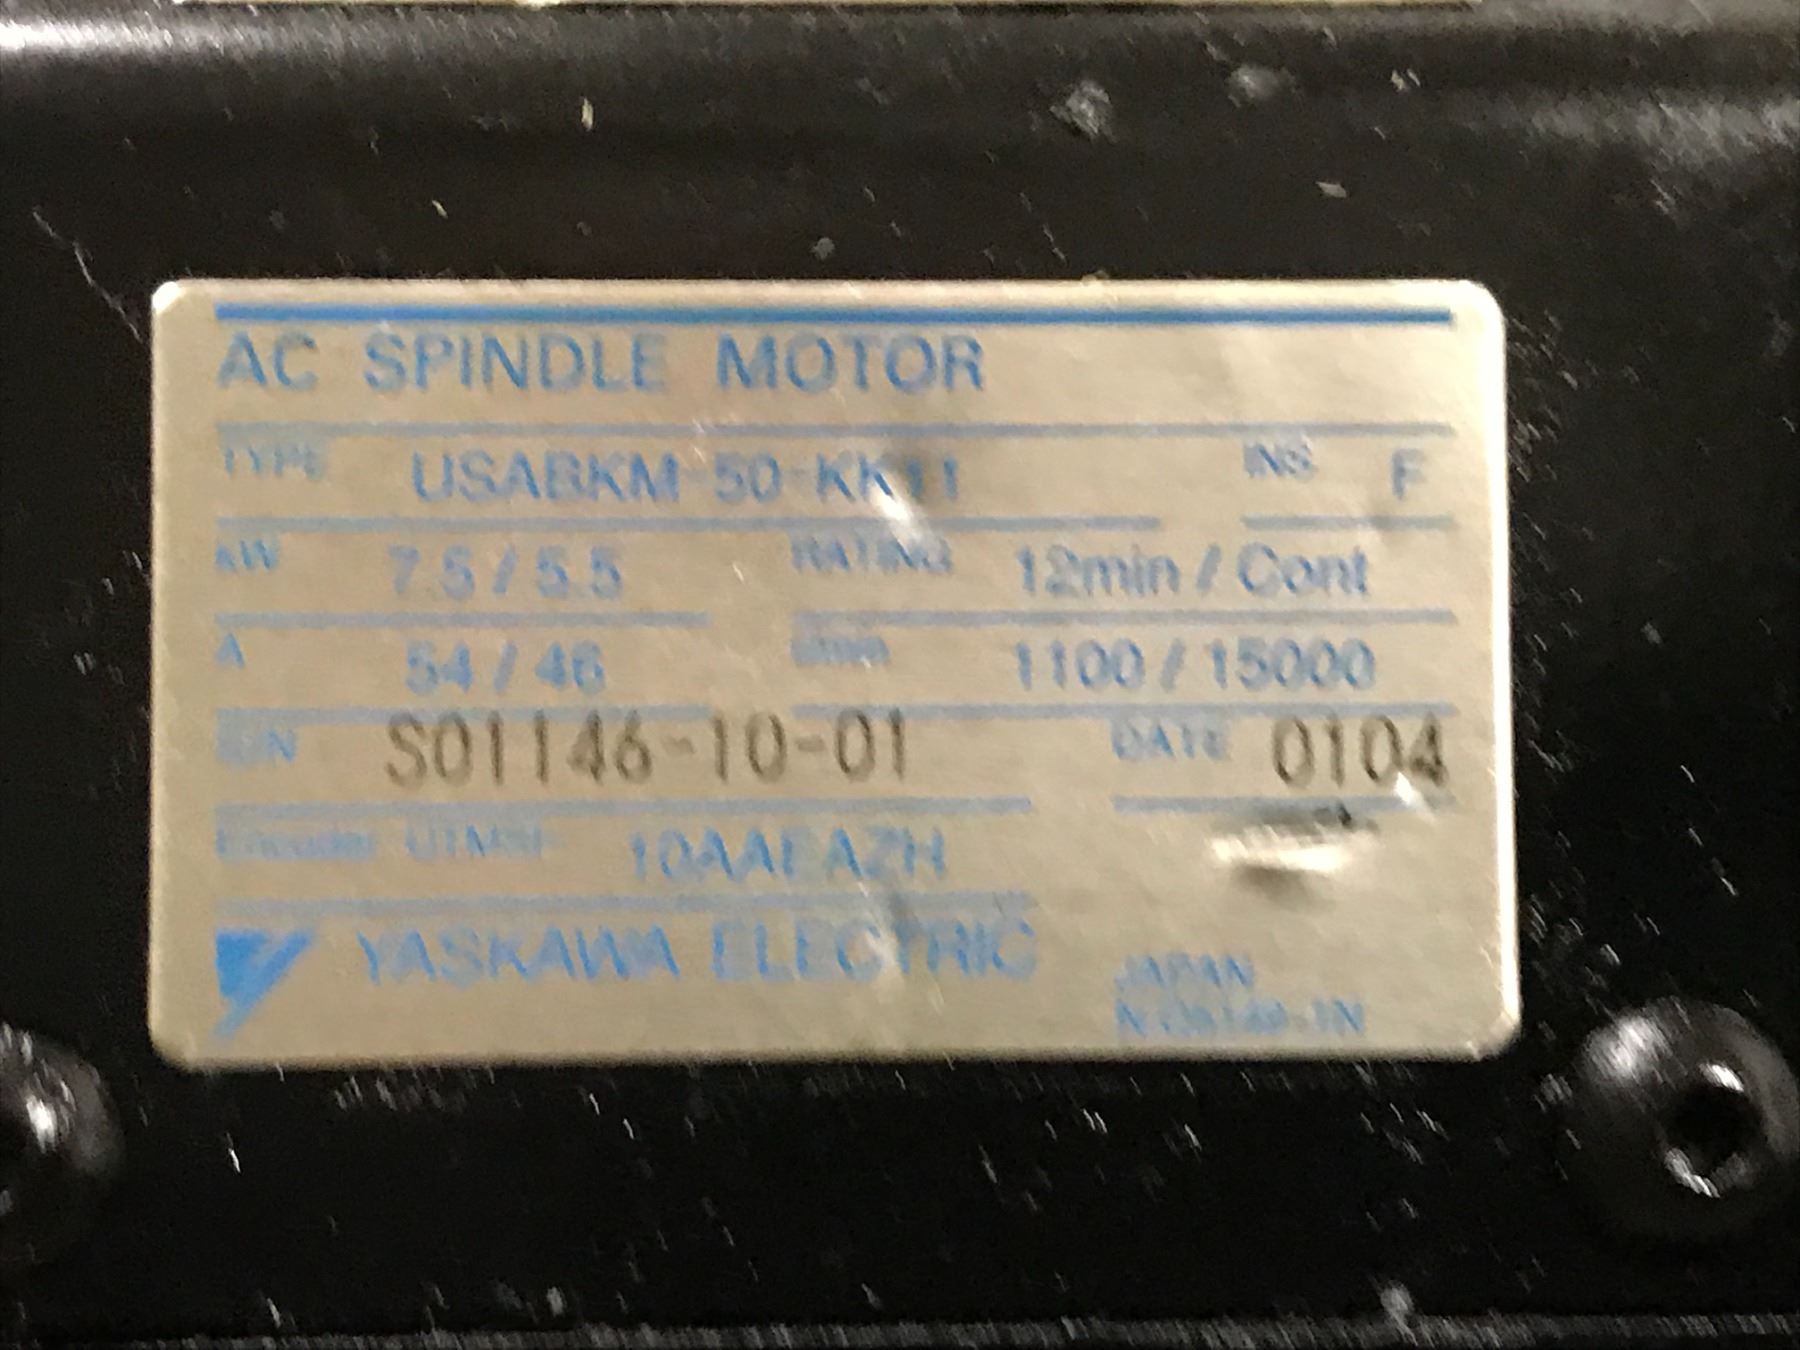 AC SPINDLE MOTOR
TYPE USABKM-50-KK11 INS F
kW 7.5 / 5.5 RATING 12min / Cont
A 54 / 46 1100 / 15000
S01146-10-01 DATE 0104
Encoder 10AAEAZH
YASKAWA ELECTRIC
JAPAN